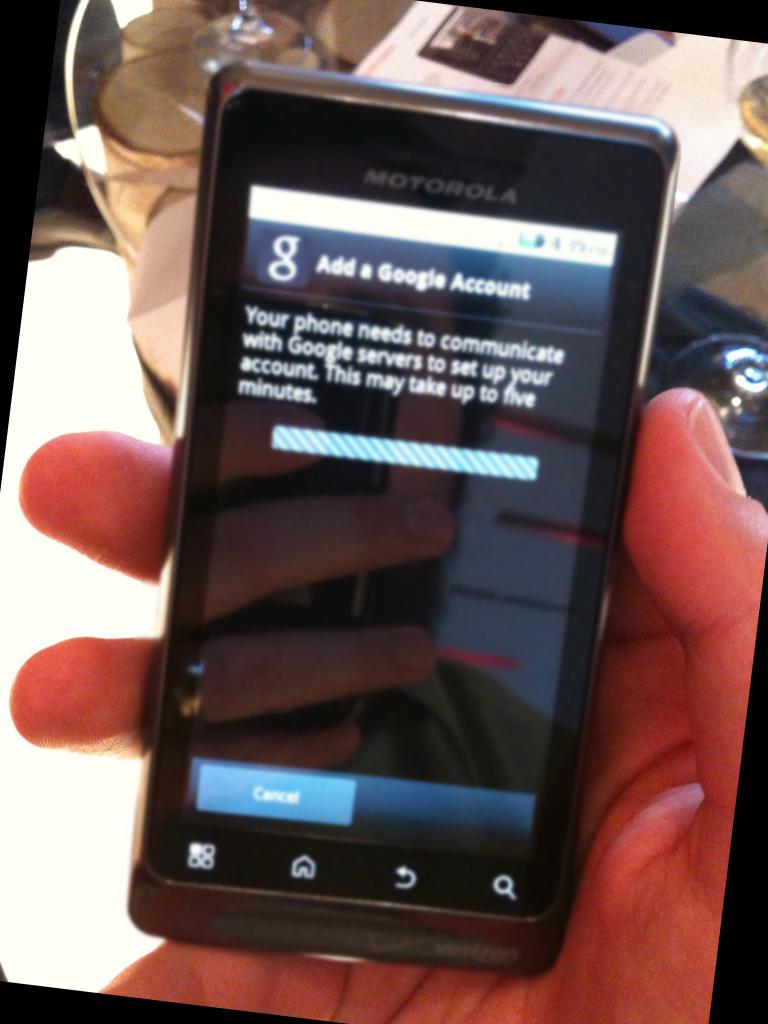 MOTOROLA
g
Add a Google Account
Your phone needs to communicate
with Google servers to set up your
account. This may take up to five
minutes.
Cancel
verizon